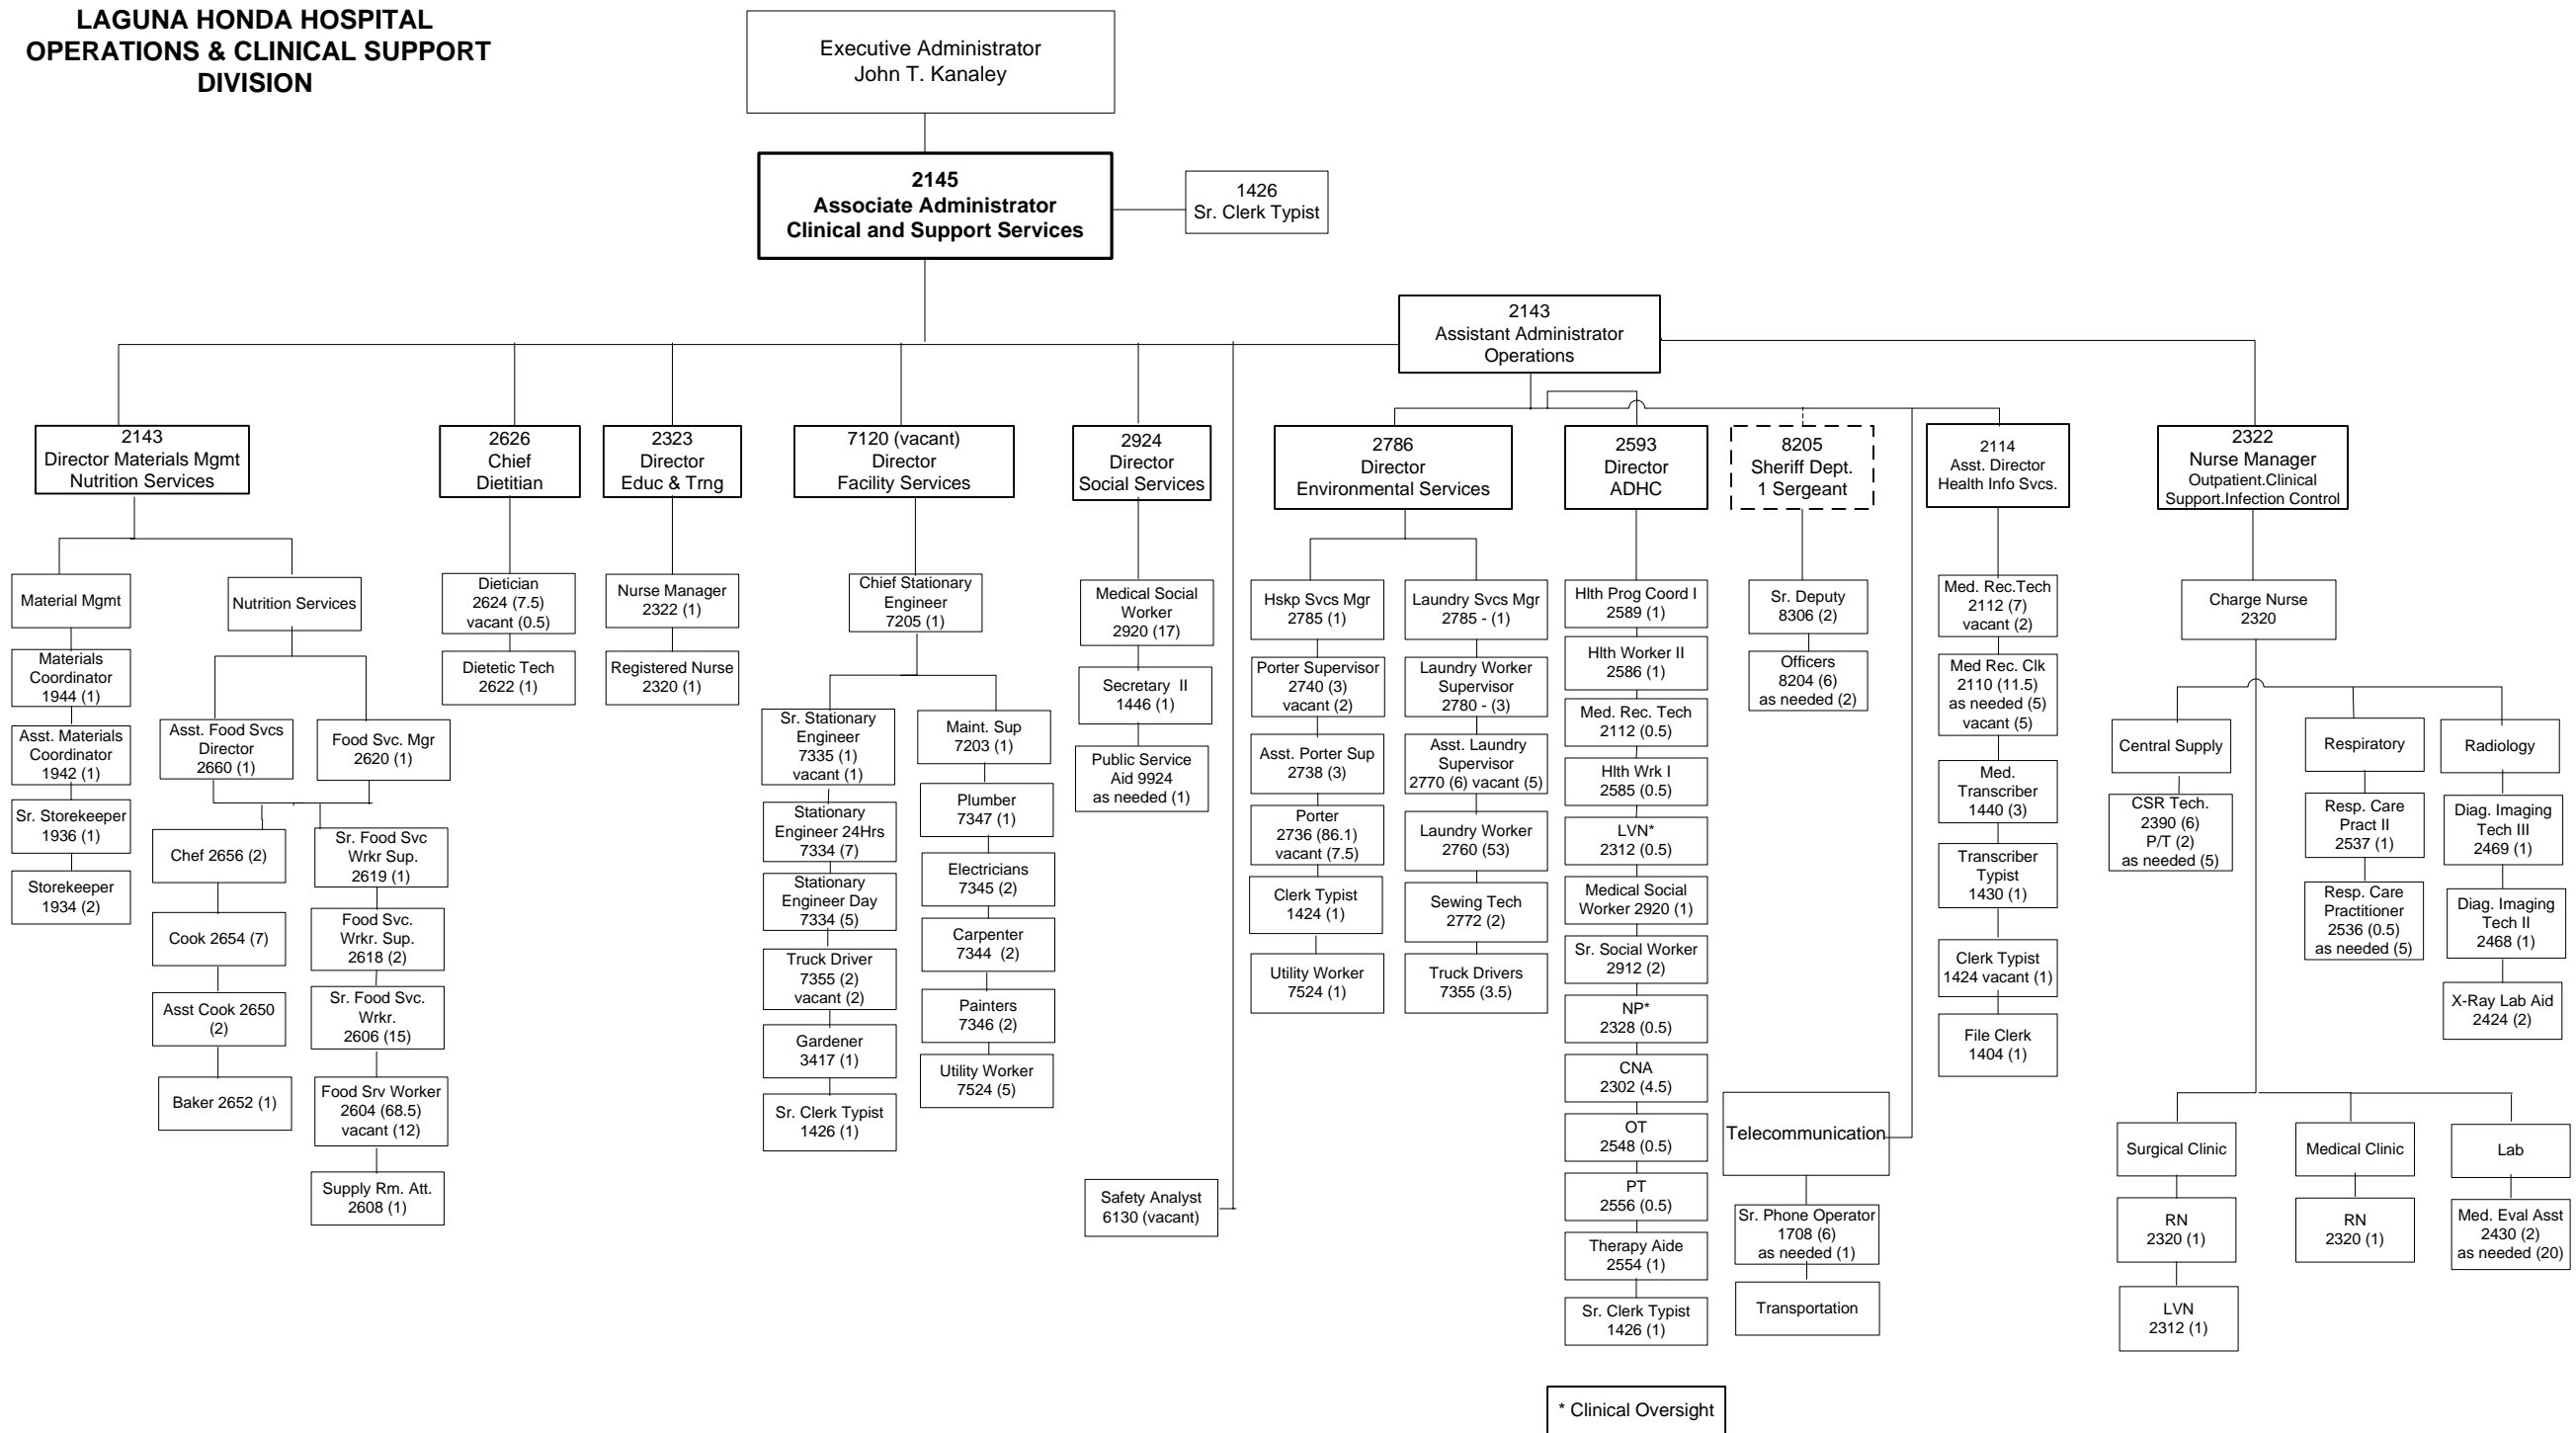 LAGUNA HONDA HOSPITAL
OPERATIONS & CLINICAL SUPPORT
DIVISION
Executive Administrator
John T. Kanaley
2145
Associate Administrator
Clinical and Support Services
1426
Sr. Clerk Typist
2143
Assistant Administrator
Operations
2143
Director Materials Mgmt
Nutrition Services
2626
Chief
Dietitian
2323
Director
Educ & Trng
7120 (vacant)
Director
Facility Services
2924
Director
Social Services
2786
Director
Environmental Services
2593
Director
ADHC
8205
Sheriff Dept.
1 Sergeant
2114
Asst. Director
Health Info Svcs.
2322
Nurse Manager
Outpatient.Clinical
Support.Infection Control
Material Mgmt
Materials
Coordinator
1944 (1)
Asst. Materials
Coordinator
1942 (1)
Sr. Storekeeper
1936 (1)
Storekeeper
1934 (2)
Nutrition Services
Asst. Food Svcs
Director
2660 (1)
Food Svc. Mgr
2620 (1)
Chef 2656 (2)
Cook 2654 (7)
Asst Cook 2650
(2)
Baker 2652 (1)
Sr. Food Svc
Wrkr Sup.
2619 (1)
Food Svc.
Wrkr. Sup.
2618 (2)
Sr. Food Svc.
Wrkr.
2606 (15)
Food Srv Worker
2604 (68.5)
vacant (12)
Supply Rm. Att.
2608 (1)
Dietician
2624 (7.5)
vacant (0.5)
Dietetic Tech
2622 (1)
Nurse Manager
2322 (1)
Registered Nurse
2320 (1)
Chief Stationary
Engineer
7205 (1)
Sr. Stationary
Engineer
7335 (1)
vacant (1)
Stationary
Engineer 24Hrs
7334 (7)
Stationary
Engineer Day
7334 (5)
Truck Driver
7355 (2)
vacant (2)
Gardener
3417 (1)
Sr. Clerk Typist
1426 (1)
Maint. Sup
7203 (1)
Plumber
7347 (1)
Electricians
7345 (2)
Carpenter
7344 (2)
Painters
7346 (2)
Utility Worker
7524 (5)
Medical Social
Worker
2920 (17)
Secretary II
1446 (1)
Public Service
Aid 9924
as needed (1)
Safety Analyst
6130 (vacant)
Hskp Svcs Mgr
2785 (1)
Porter Supervisor
2740 (3)
vacant (2)
Asst. Porter Sup
2738 (3)
Porter
2736 (86.1)
vacant (7.5)
Clerk Typist
1424 (1)
Utility Worker
7524 (1)
Laundry Svcs Mgr
2785 - (1)
Laundry Worker
Supervisor
2780 - (3)
Asst. Laundry
Supervisor
2770 (6) vacant (5)
Laundry Worker
2760 (53)
Sewing Tech
2772 (2)
Truck Drivers
7355 (3.5)
Hlth Prog Coord I
2589 (1)
Hlth Worker II
2586 (1)
Med. Rec. Tech
2112 (0.5)
Hlth Wrk I
2585 (0.5)
LVN*
2312 (0.5)
Medical Social
Worker 2920 (1)
Sr. Social Worker
2912 (2)
NP*
2328 (0.5)
CNA
2302 (4.5)
OT
2548 (0.5)
PT
2556 (0.5)
Therapy Aide
2554 (1)
Sr. Clerk Typist
1426 (1)
Sr. Deputy
8306 (2)
Officers
8204 (6)
as needed (2)
Telecommunication
Sr. Phone Operator
1708 (6)
as needed (1)
Transportation
Med. Rec.Tech
2112 (7)
vacant (2)
Med Rec. Clk
2110 (11.5)
as needed (5)
vacant (5)
Med.
Transcriber
1440 (3)
Transcriber
Typist
1430 (1)
Clerk Typist
1424 vacant (1)
File Clerk
1404 (1)
Charge Nurse
2320
Central Supply
CSR Tech.
2390 (6)
P/T (2)
as needed (5)
Respiratory
Resp. Care
Pract II
2537 (1)
Resp. Care
Practitioner
2536 (0.5)
as needed (5)
Radiology
Diag. Imaging
Tech III
2469 (1)
Diag. Imaging
Tech II
2468 (1)
X-Ray Lab Aid
2424 (2)
Surgical Clinic
RN
2320 (1)
LVN
2312 (1)
Medical Clinic
RN
2320 (1)
Lab
Med. Eval Asst
2430 (2)
as needed (20)
* Clinical Oversight